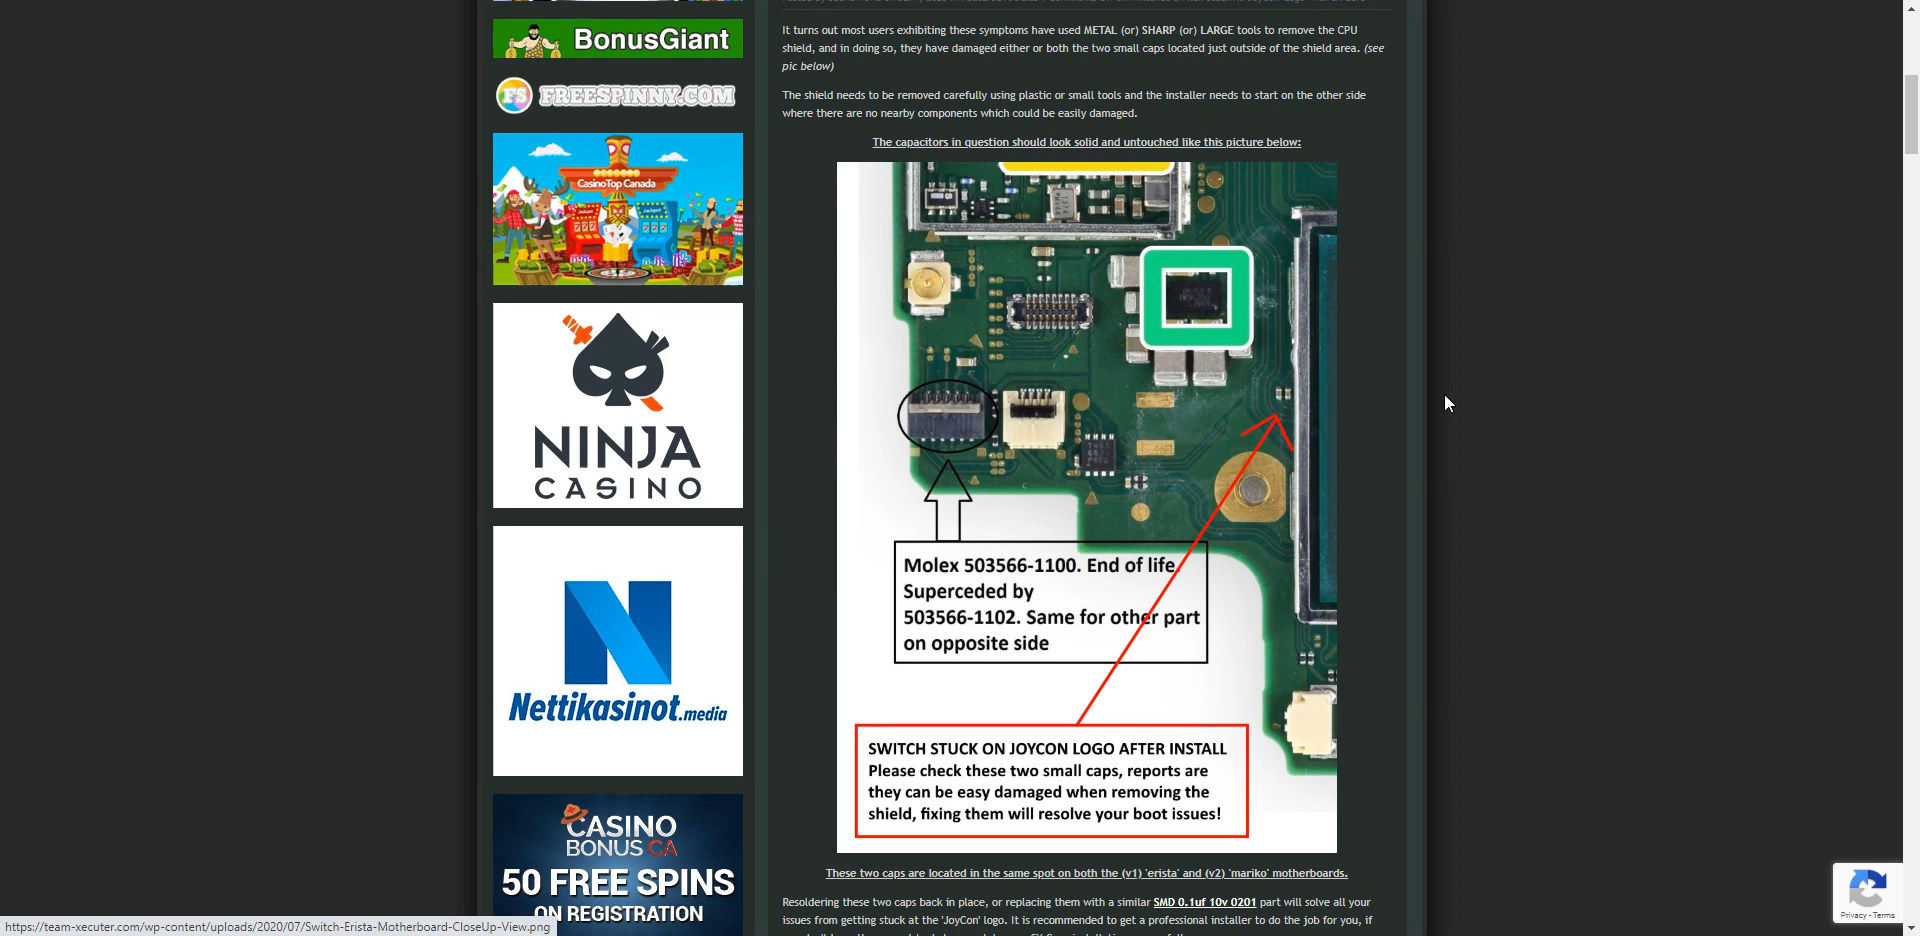 BonusGiant
FS FREESPINNY.COM
CasinoTop Canada
Jackpot
777
Jackpot
777
NINJA
CASINO
Nettikasinot.media
CASINO
BONUS CA
50 FREE SPINS
ON REGISTRATION
It turns out most users exhibiting these symptoms have used METAL (or) SHARP (or) LARGE tools to remove the CPU
shield, and in doing so, they have damaged either or both the two small caps located just outside of the shield area. (see
pic below)
The shield needs to be removed carefully using plastic or small tools and the installer needs to start on the other side
where there are no nearby components which could be easily damaged.
The capacitors in question should look solid and untouched like this picture below:
Molex 503566-1100. End of life.
Superceded by
503566-1102. Same for other part
on opposite side
SWITCH STUCK ON JOYCON LOGO AFTER INSTALL
Please check these two small caps, reports are
they can be easy damaged when removing the
shield, fixing them will resolve your boot issues!
These two caps are located in the same spot on both the (v1) 'erista' and (v2) 'mariko' motherboards.
Resoldering these two caps back in place, or replacing them with a similar SMD 0.1uf 10v 0201 part will solve all your
issues from getting stuck at the 'JoyCon' logo. It is recommended to get a professional installer to do the job for you, if
Privacy - Terms
https://team-xecuter.com/wp-content/uploads/2020/07/Switch-Erista-Motherboard-CloseUp-View.png